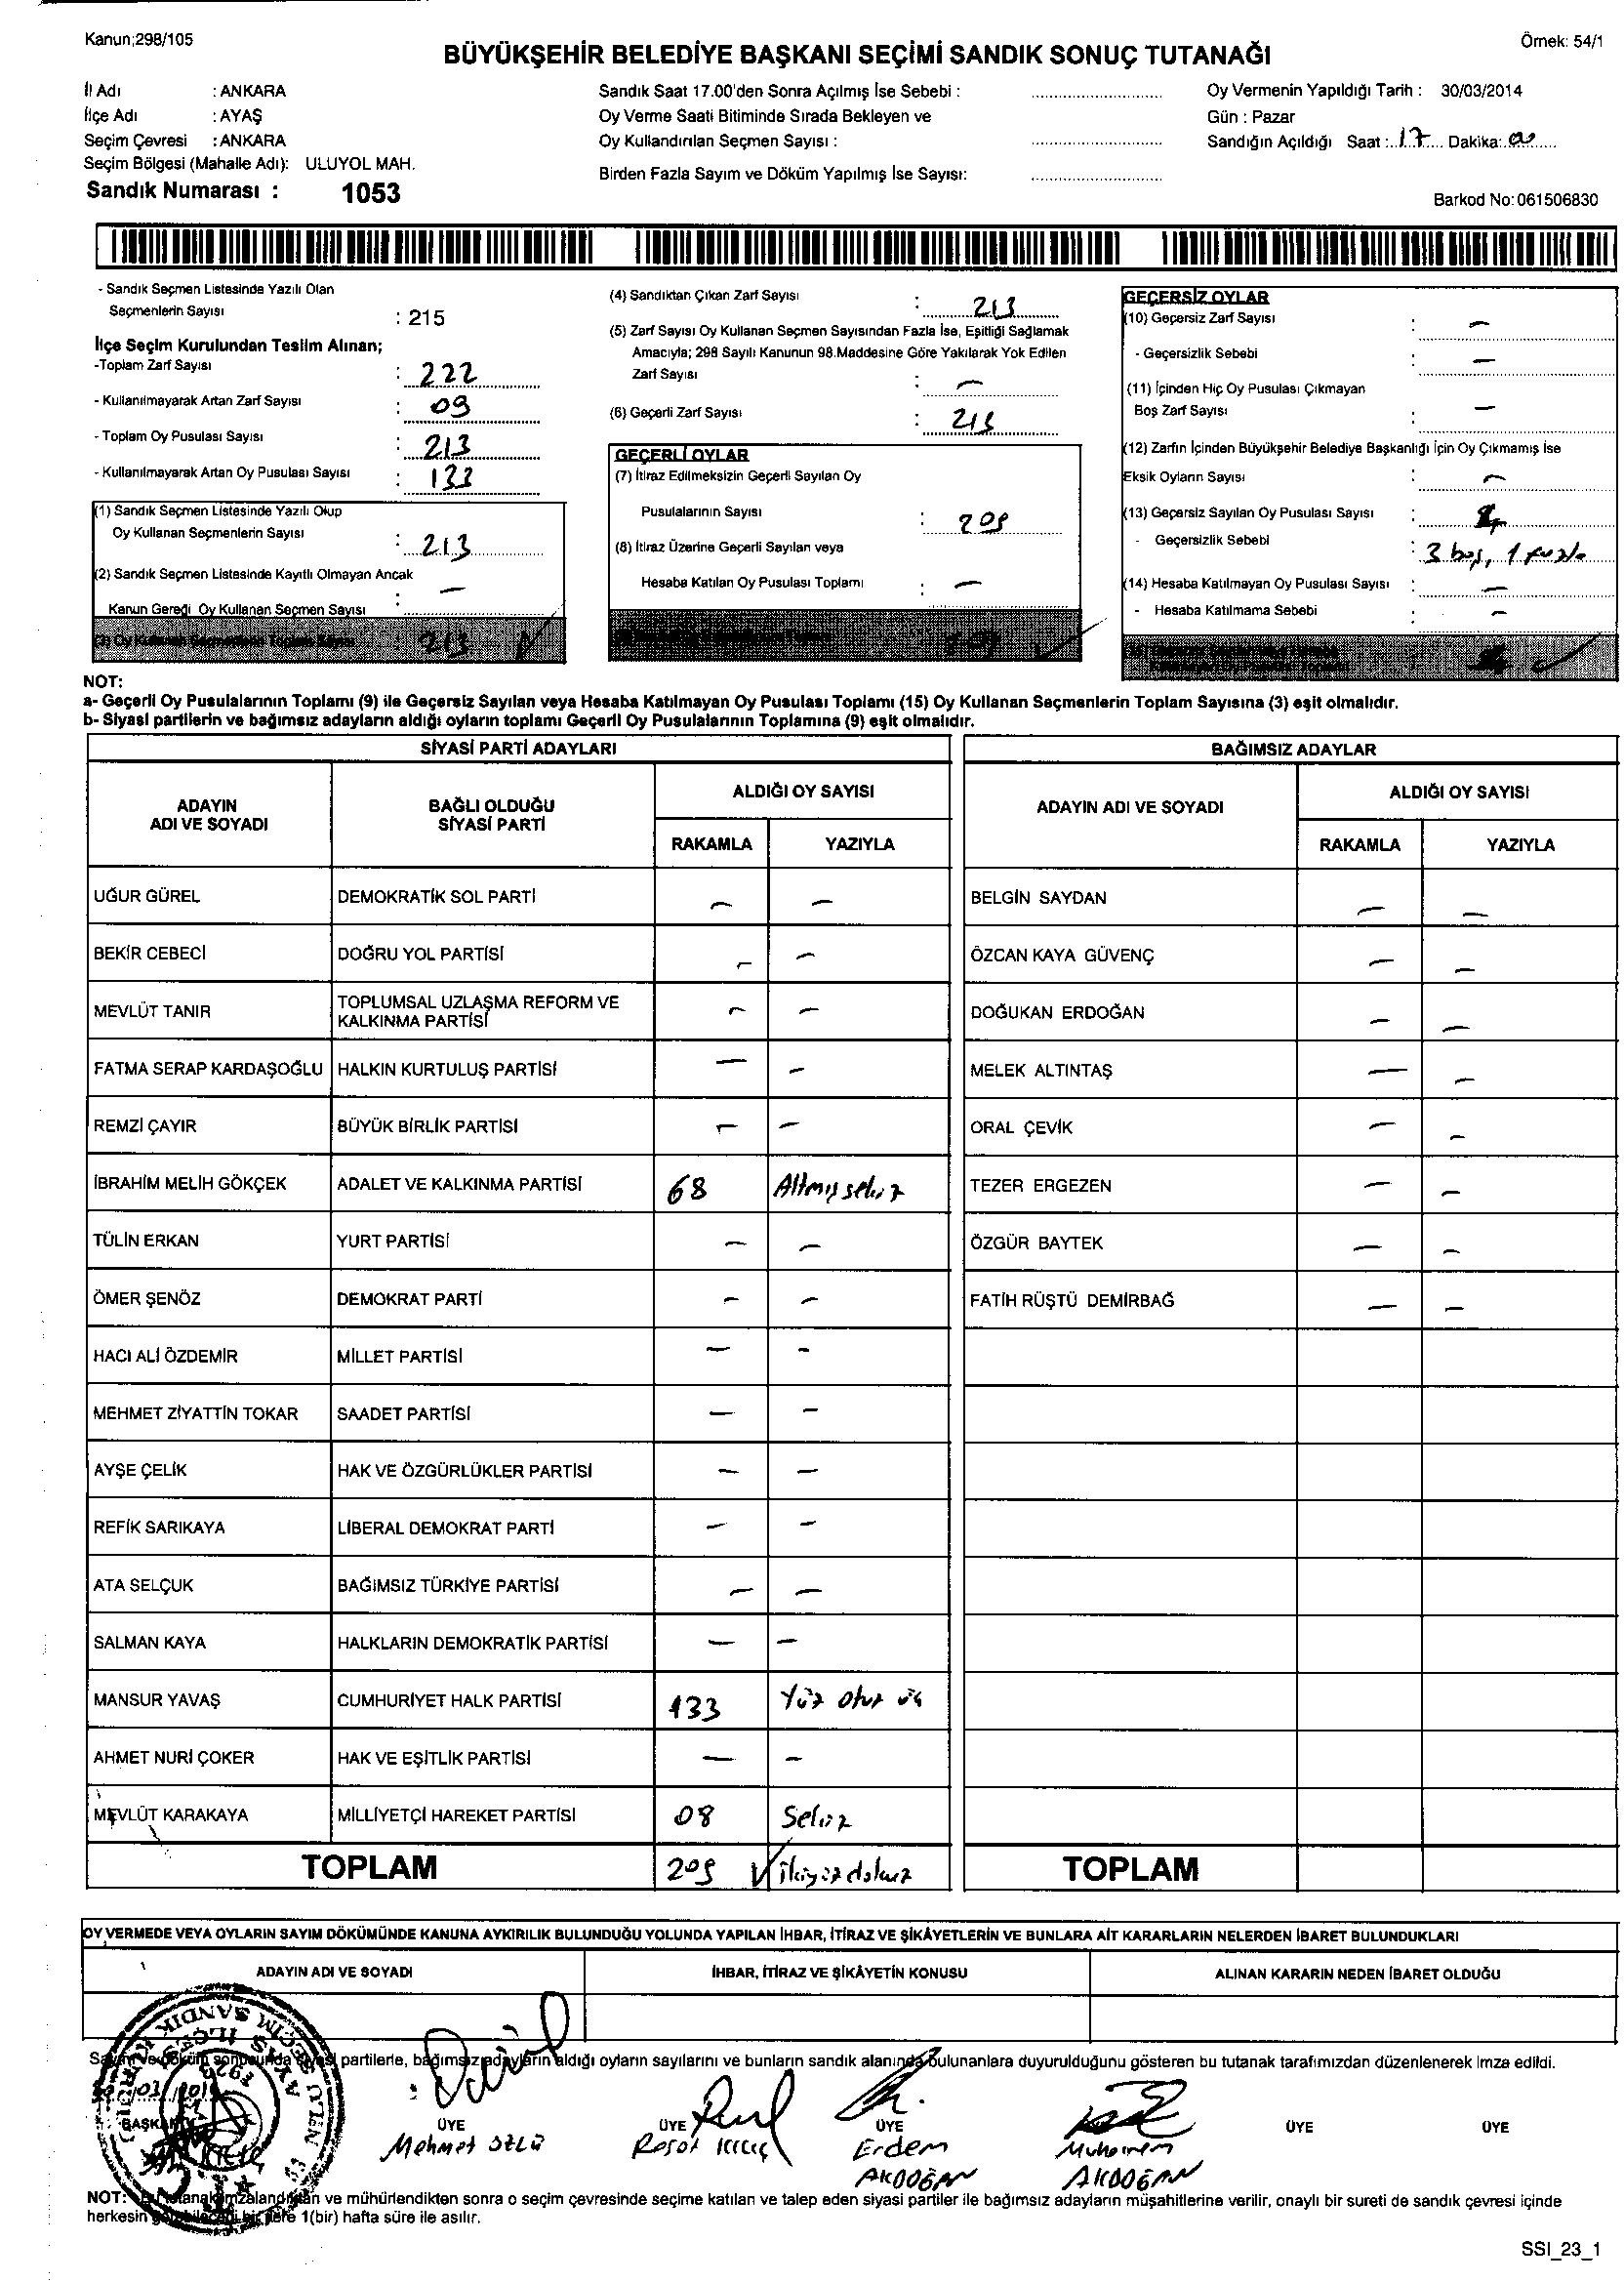 Kanun;298/105
Örnek: 54/1
BÜYÜKŞEHİR BELEDİYE BAŞKANI SEÇİMİ SANDIK SONUÇ TUTANAĞI
İl Adı : ANKARA
İlçe Adı : AYAŞ
Seçim Çevresi : ANKARA
Seçim Bölgesi (Mahalle Adı): ULUYOL MAH.
Sandık Numarası : 1053
Sandık Saat 17.00'den Sonra Açılmış İse Sebebi :
Oy Verme Saati Bitiminde Sırada Bekleyen ve
Oy Kullandırılan Seçmen Sayısı :
Birden Fazla Sayım ve Döküm Yapılmış İse Sayısı:
Oy Vermenin Yapıldığı Tarih : 30/03/2014
Gün : Pazar
Sandığın Açıldığı Saat : 17 Dakika: 00
Barkod No: 061506830
- Sandık Seçmen Listesinde Yazılı Olan
Seçmenlerin Sayısı : 215
İlçe Seçim Kurulundan Teslim Alınan;
-Toplam Zarf Sayısı : 222
- Kullanılmayarak Artan Zarf Sayısı : 09
- Toplam Oy Pusulası Sayısı : 213
- Kullanılmayarak Artan Oy Pusulası Sayısı : 133
(1) Sandık Seçmen Listesinde Yazılı Olup
Oy Kullanan Seçmenlerin Sayısı : 213
(2) Sandık Seçmen Listesinde Kayıtlı Olmayan Ancak
Kanun Gereği Oy Kullanan Seçmen Sayısı : —
(3) Oy Kullanan Seçmenlerin Toplam Sayısı : 213
(4) Sandıktan Çıkan Zarf Sayısı : 213
(5) Zarf Sayısı Oy Kullanan Seçmen Sayısından Fazla İse, Eşitliği Sağlamak
Amacıyla; 298 Sayılı Kanunun 98.Maddesine Göre Yakılarak Yok Edilen
Zarf Sayısı : —
(6) Geçerli Zarf Sayısı : 213
GEÇERLİ OYLAR
(7) İtiraz Edilmeksizin Geçerli Sayılan Oy
Pusulalarının Sayısı : 209
(8) İtiraz Üzerine Geçerli Sayılan veya
Hesaba Katılan Oy Pusulası Toplamı : —
209
GEÇERSİZ OYLAR
(10) Geçersiz Zarf Sayısı : —
- Geçersizlik Sebebi : —
(11) İçinden Hiç Oy Pusulası Çıkmayan
Boş Zarf Sayısı : —
(12) Zarfın İçinden Büyükşehir Belediye Başkanlığı İçin Oy Çıkmamış İse
Eksik Oyların Sayısı : —
(13) Geçersiz Sayılan Oy Pusulası Sayısı : 4
- Geçersizlik Sebebi : 3 boş, 1 fazla
(14) Hesaba Katılmayan Oy Pusulası Sayısı : —
- Hesaba Katılmama Sebebi : —
NOT:
a- Geçerli Oy Pusulalarının Toplamı (9) ile Geçersiz Sayılan veya Hesaba Katılmayan Oy Pusulası Toplamı (15) Oy Kullanan Seçmenlerin Toplam Sayısına (3) eşit olmalıdır.
b- Siyasi partilerin ve bağımsız adayların aldığı oyların toplamı Geçerli Oy Pusulalarının Toplamına (9) eşit olmalıdır.
SİYASİ PARTİ ADAYLARI
ADAYIN ADI VE SOYADI BAĞLI OLDUĞU SİYASİ PARTİ ALDIĞI OY SAYISI
RAKAMLA YAZIYLA
UĞUR GÜREL DEMOKRATİK SOL PARTİ — —
BEKİR CEBECİ DOĞRU YOL PARTİSİ — —
MEVLÜT TANIR TOPLUMSAL UZLAŞMA REFORM VE KALKINMA PARTİSİ — —
FATMA SERAP KARDAŞOĞLU HALKIN KURTULUŞ PARTİSİ — —
REMZİ ÇAYIR BÜYÜK BİRLİK PARTİSİ — —
İBRAHİM MELİH GÖKÇEK ADALET VE KALKINMA PARTİSİ 68 Altmış sekiz
TÜLİN ERKAN YURT PARTİSİ — —
ÖMER ŞENÖZ DEMOKRAT PARTİ — —
HACI ALİ ÖZDEMİR MİLLET PARTİSİ — —
MEHMET ZİYATTİN TOKAR SAADET PARTİSİ — —
AYŞE ÇELİK HAK VE ÖZGÜRLÜKLER PARTİSİ — —
REFİK SARIKAYA LİBERAL DEMOKRAT PARTİ — —
ATA SELÇUK BAĞIMSIZ TÜRKİYE PARTİSİ — —
SALMAN KAYA HALKLARIN DEMOKRATİK PARTİSİ — —
MANSUR YAVAŞ CUMHURİYET HALK PARTİSİ 133 Yüz otuz üç
AHMET NURİ ÇOKER HAK VE EŞİTLİK PARTİSİ — —
MEVLÜT KARAKAYA MİLLİYETÇİ HAREKET PARTİSİ 08 Sekiz
TOPLAM 209 İkiyüz dokuz
BAĞIMSIZ ADAYLAR
ADAYIN ADI VE SOYADI ALDIĞI OY SAYISI
RAKAMLA YAZIYLA
BELGİN SAYDAN — —
ÖZCAN KAYA GÜVENÇ — —
DOĞUKAN ERDOĞAN — —
MELEK ALTINTAŞ — —
ORAL ÇEVİK — —
TEZER ERGEZEN — —
ÖZGÜR BAYTEK — —
FATİH RÜŞTÜ DEMİRBAĞ — —
TOPLAM
OY VERMEDE VEYA OYLARIN SAYIM DÖKÜMÜNDE KANUNA AYKIRILIK BULUNDUĞU YOLUNDA YAPILAN İHBAR, İTİRAZ VE ŞİKÂYETLERİN VE BUNLARA AİT KARARLARIN NELERDEN İBARET BULUNDUKLARI
ADAYIN ADI VE SOYADI İHBAR, İTİRAZ VE ŞİKÂYETİN KONUSU ALINAN KARARIN NEDEN İBARET OLDUĞU
partilerle, bağımsız adayların aldığı oyların sayılarını ve bunların sandık alanında bulunanlara duyurulduğunu gösteren bu tutanak tarafımızdan düzenlenerek imza edildi.
BAŞKAN ÜYE ÜYE ÜYE ÜYE ÜYE
Mehmet ÖZLÜ Reşat KILIÇ Erdem AKDOĞAN Muharrem AKDOĞAN
NOT: Bu tutanak imzalandıktan ve mühürlendikten sonra o seçim çevresinde seçime katılan ve talep eden siyasi partiler ile bağımsız adayların müşahitlerine verilir, onaylı bir sureti de sandık çevresi içinde
herkesin 1(bir) hafta süre ile asılır.
SSI_23_1